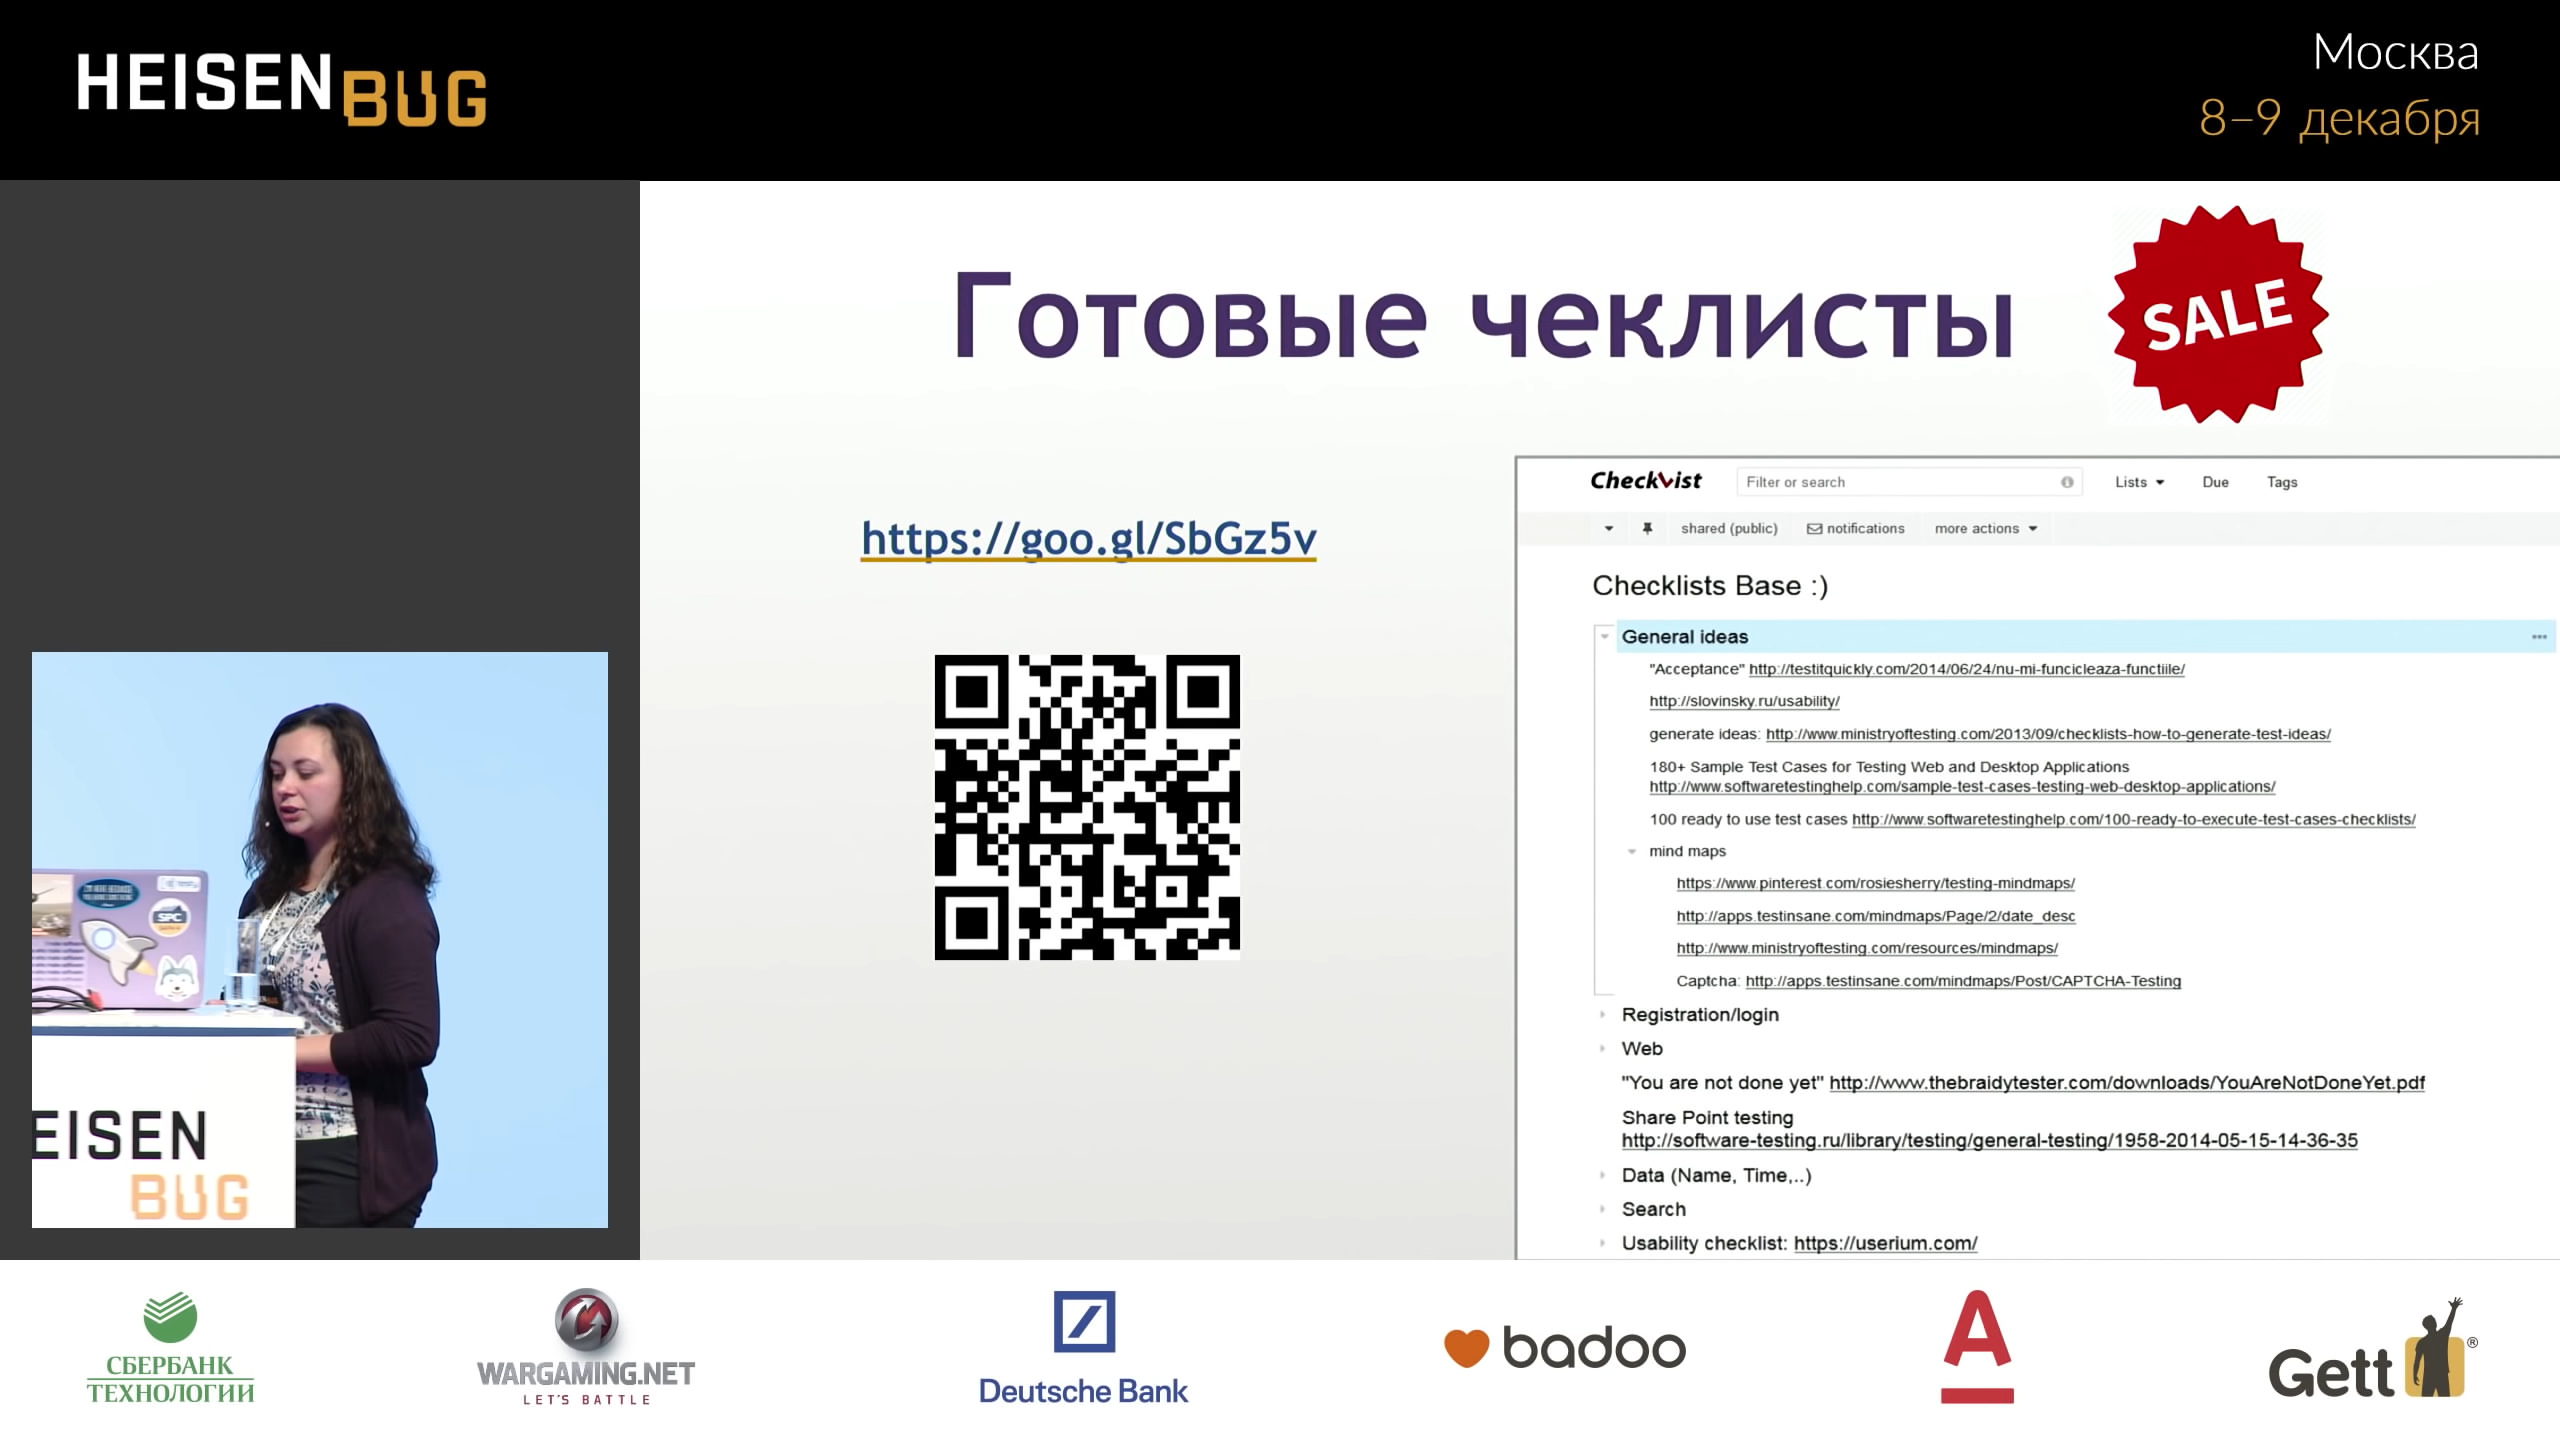 HEISENBUG
Москва
8–9 декабря
Готовые чеклисты
SALE
https://goo.gl/SbGz5v
Checkvist
Filter or search
Lists
Due
Tags
shared (public)
notifications
more actions
Checklists Base :)
General ideas
"Acceptance" http://testitquickly.com/2014/06/24/nu-mi-funcicleaza-functiile/
http://slovinsky.ru/usability/
generate ideas: http://www.ministryoftesting.com/2013/09/checklists-how-to-generate-test-ideas/
180+ Sample Test Cases for Testing Web and Desktop Applications
http://www.softwaretestinghelp.com/sample-test-cases-testing-web-desktop-applications/
100 ready to use test cases http://www.softwaretestinghelp.com/100-ready-to-execute-test-cases-checklists/
mind maps
https://www.pinterest.com/rosiesherry/testing-mindmaps/
http://apps.testinsane.com/mindmaps/Page/2/date_desc
http://www.ministryoftesting.com/resources/mindmaps/
Captcha: http://apps.testinsane.com/mindmaps/Post/CAPTCHA-Testing
Registration/login
Web
"You are not done yet" http://www.thebraidytester.com/downloads/YouAreNotDoneYet.pdf
Share Point testing
http://software-testing.ru/library/testing/general-testing/1958-2014-05-15-14-36-35
Data (Name, Time,..)
Search
Usability checklist: https://userium.com/
SPC
EISEN
BUG
СБЕРБАНК
ТЕХНОЛОГИИ
WARGAMING.NET
LET'S BATTLE
Deutsche Bank
badoo
А
Gett®